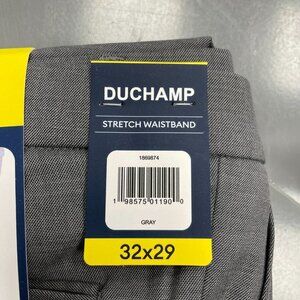 DUCHAMP
STRETCH WAISTBAND
1869874
1 98575 01190 0
GRAY
32x29